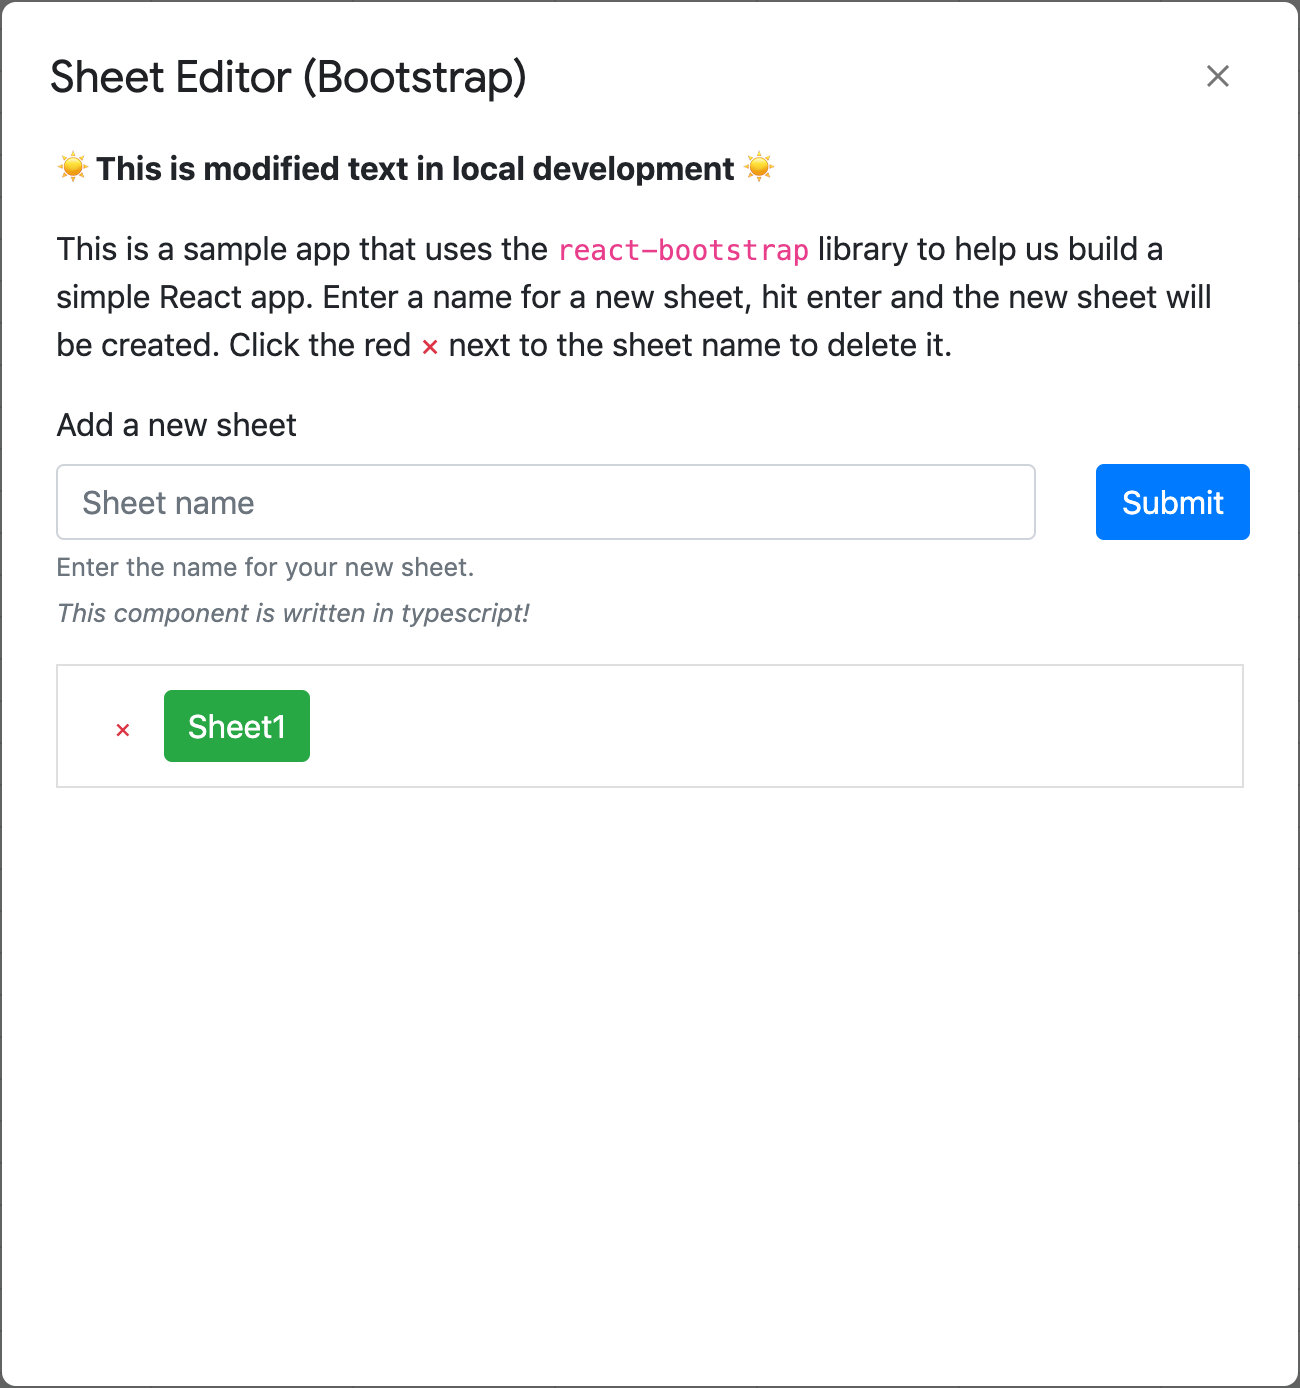 Sheet Editor (Bootstrap)
☀️ This is modified text in local development ☀️
This is a sample app that uses the react-bootstrap library to help us build a
simple React app. Enter a name for a new sheet, hit enter and the new sheet will
be created. Click the red × next to the sheet name to delete it.
Add a new sheet
Sheet name
Submit
Enter the name for your new sheet.
This component is written in typescript!
× Sheet1